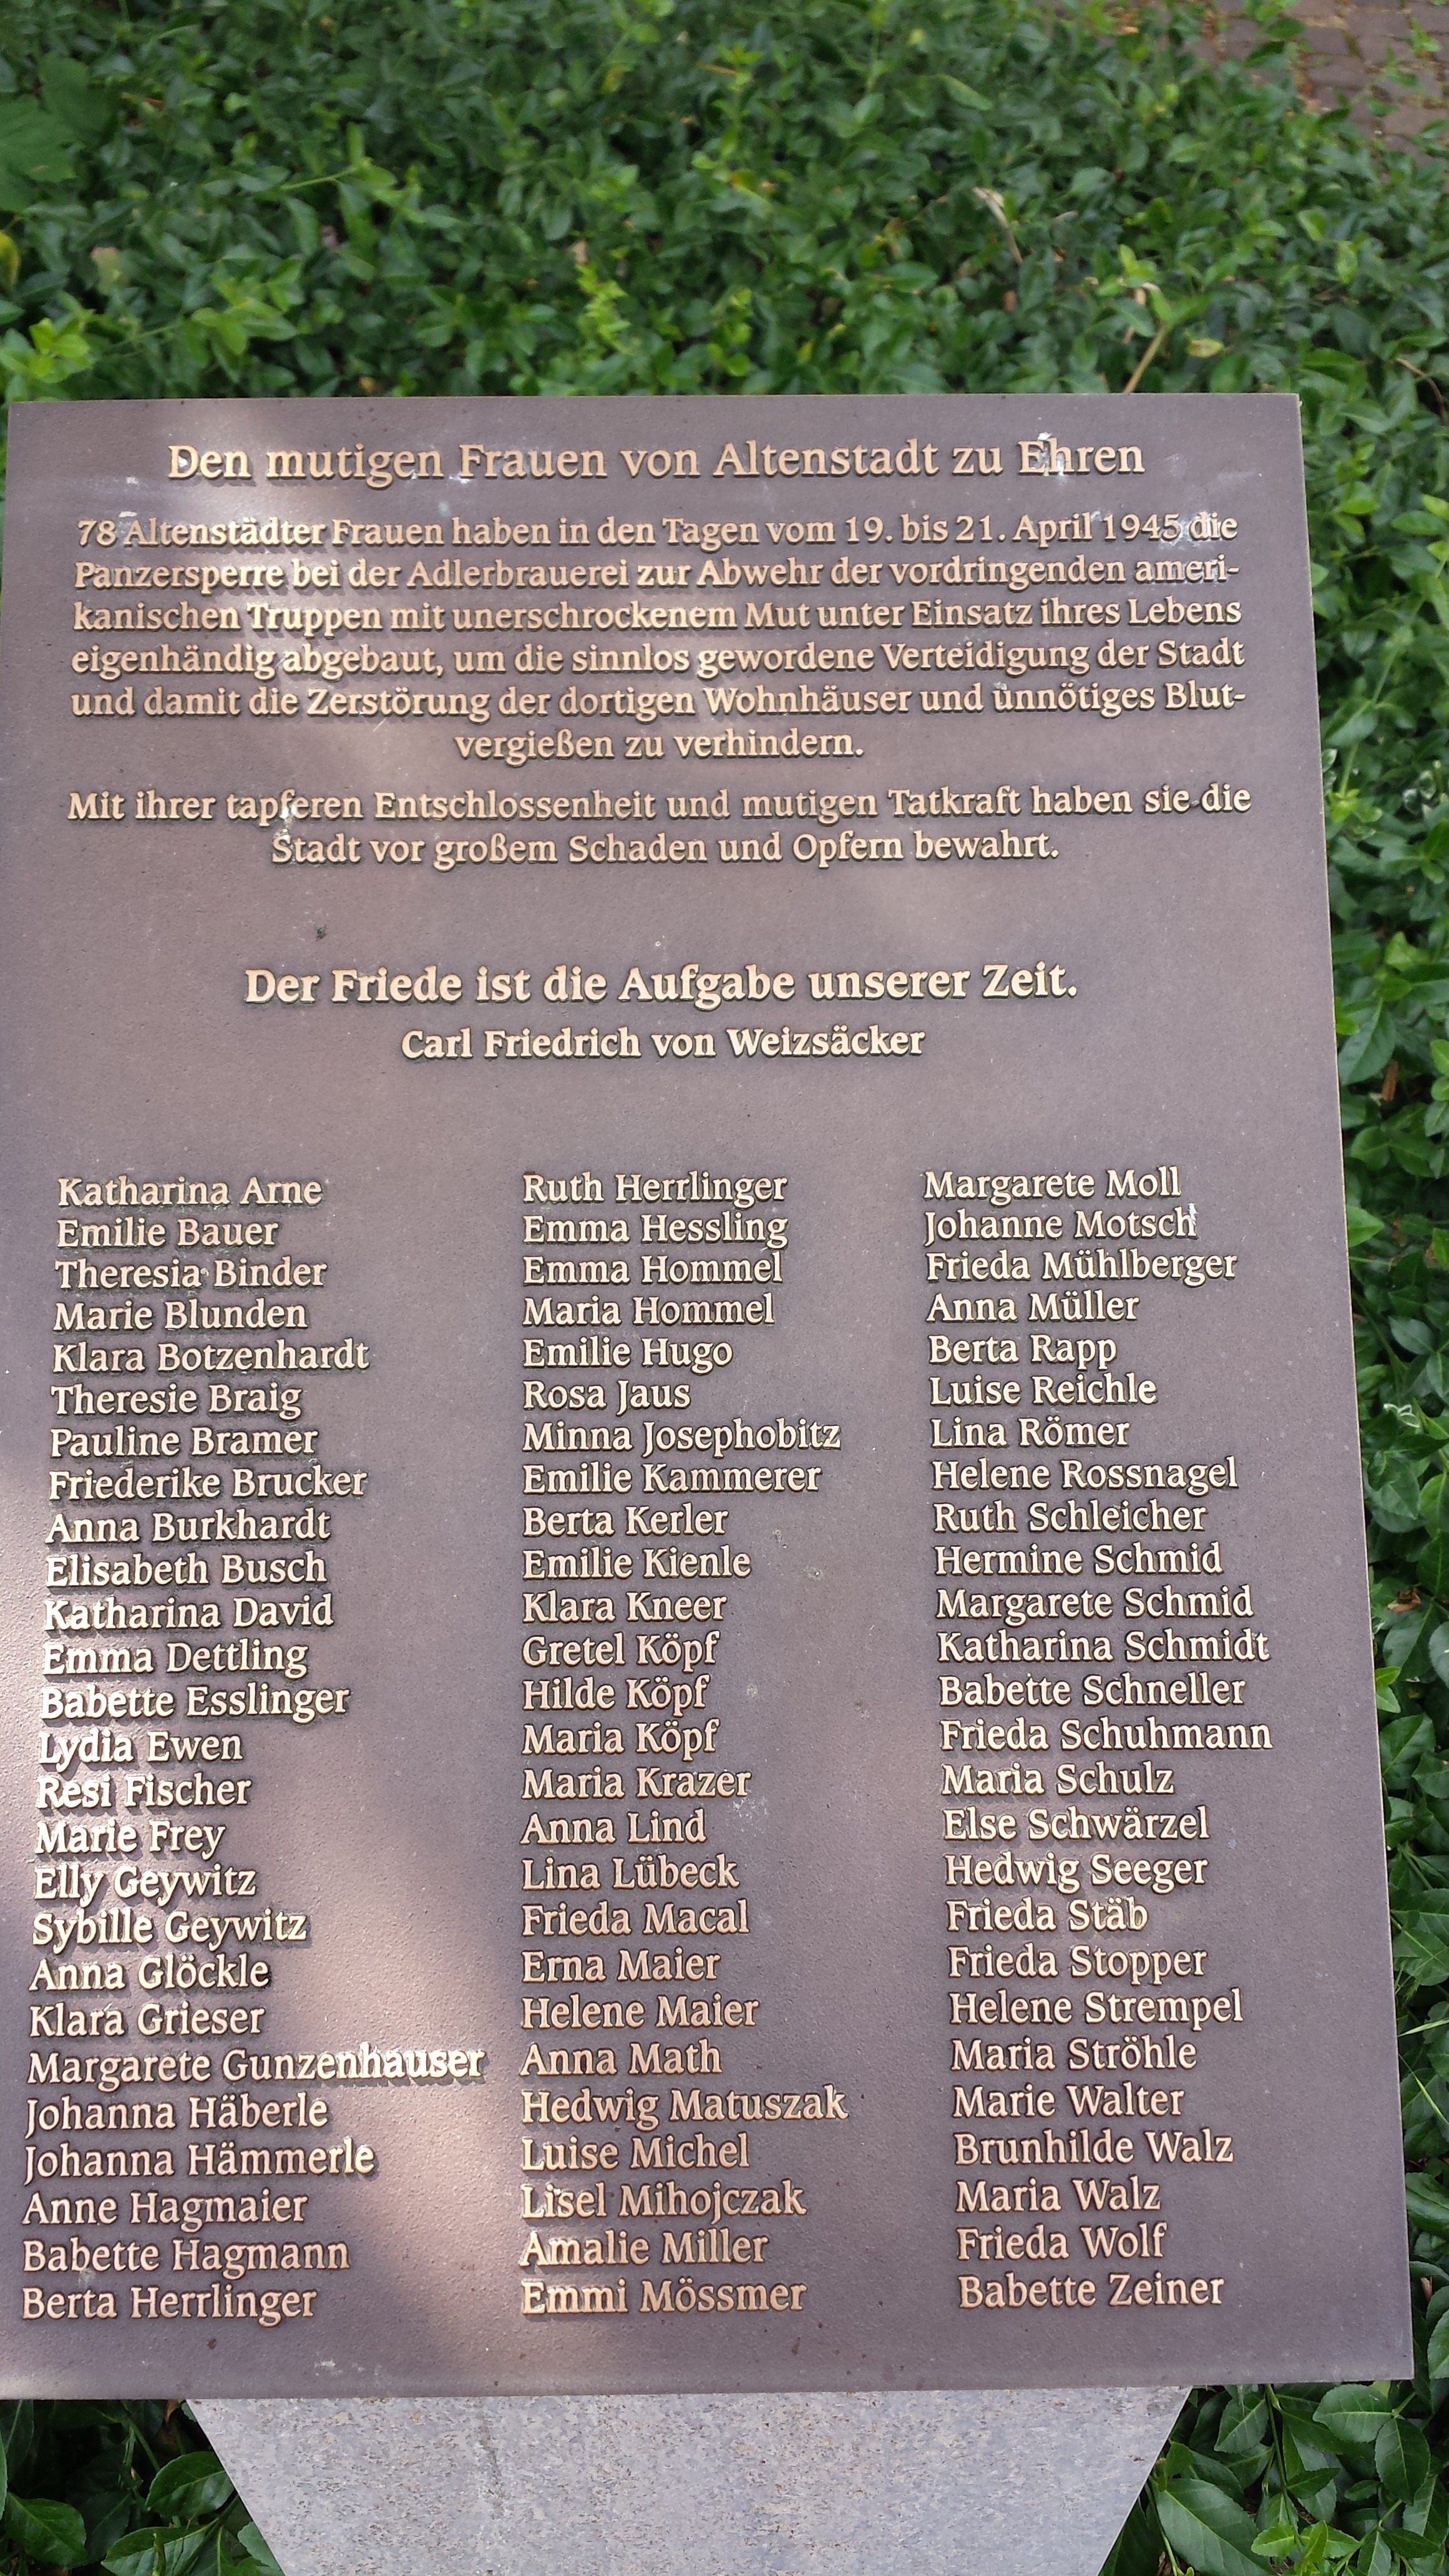 Den mutigen Frauen von Altenstadt zu Ehren
78 Altenstädter Frauen haben in den Tagen vom 19. bis 21. April 1945 die
Panzersperre bei der Adlerbrauerei zur Abwehr der vordringenden ameri-
kanischen Truppen mit unerschrockenem Mut unter Einsatz ihres Lebens
eigenhändig abgebaut, um die sinnlos gewordene Verteidigung der Stadt
und damit die Zerstörung der dortigen Wohnhäuser und unnötiges Blut-
vergießen zu verhindern.
Mit ihrer tapferen Entschlossenheit und mutigen Tatkraft haben sie die
Stadt vor großem Schaden und Opfern bewahrt.
Der Friede ist die Aufgabe unserer Zeit.
Carl Friedrich von Weizsäcker
Katharina Arne
Emilie Bauer
Theresia Binder
Marie Blunden
Klara Botzenhardt
Theresie Braig
Pauline Bramer
Friederike Brucker
Anna Burkhardt
Elisabeth Busch
Katharina David
Emma Dettling
Babette Esslinger
Lydia Ewen
Resi Fischer
Marie Frey
Elly Geywitz
Sybille Geywitz
Anna Glöckle
Klara Grieser
Margarete Gunzenhauser
Johanna Häberle
Johanna Hämmerle
Anne Hagmaier
Babette Hagmann
Berta Herrlinger
Ruth Herrlinger
Emma Hessling
Emma Hommel
Maria Hommel
Emilie Hugo
Rosa Jaus
Minna Josephobitz
Emilie Kammerer
Berta Kerler
Emilie Kienle
Klara Kneer
Gretel Köpf
Hilde Köpf
Maria Köpf
Maria Krazer
Anna Lind
Lina Lübeck
Frieda Macal
Erna Maier
Helene Maier
Anna Math
Hedwig Matuszak
Luise Michel
Lisel Mihojczak
Amalie Miller
Emmi Mössmer
Margarete Moll
Johanne Motsch
Frieda Mühlberger
Anna Müller
Berta Rapp
Luise Reichle
Lina Römer
Helene Rossnagel
Ruth Schleicher
Hermine Schmid
Margarete Schmid
Katharina Schmidt
Babette Schneller
Frieda Schuhmann
Maria Schulz
Else Schwärzel
Hedwig Seeger
Frieda Stäb
Frieda Stopper
Helene Strempel
Maria Ströhle
Marie Walter
Brunhilde Walz
Maria Walz
Frieda Wolf
Babette Zeiner